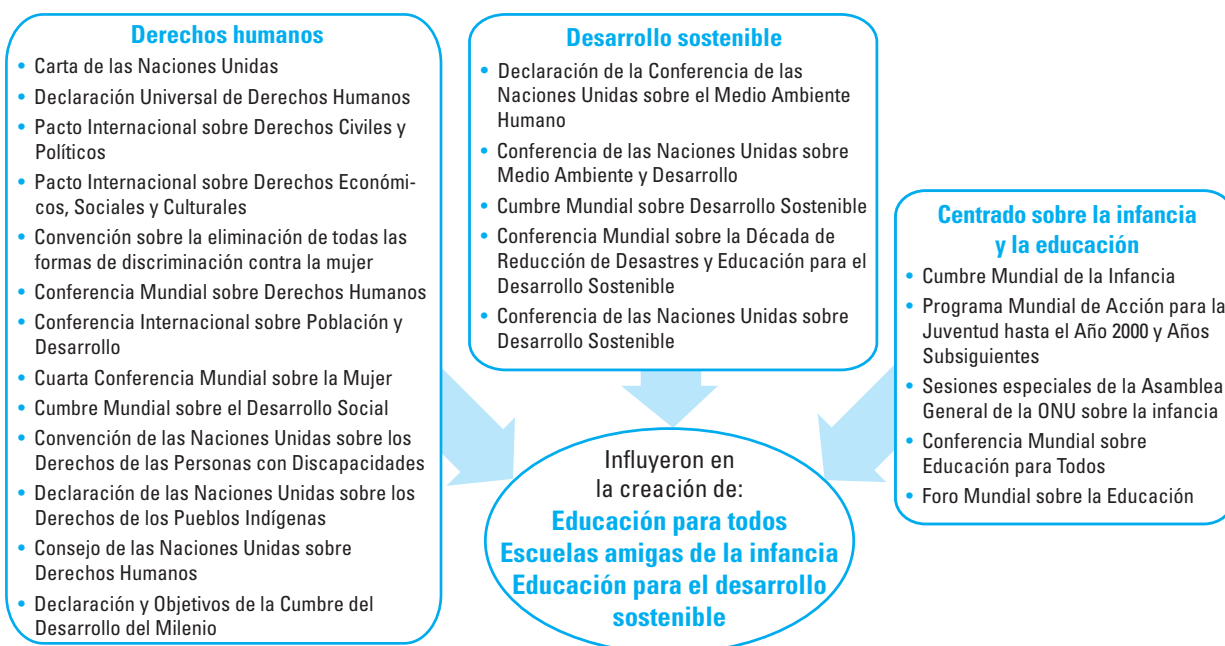 Derechos humanos
• Carta de las Naciones Unidas
• Declaración Universal de Derechos Humanos
• Pacto Internacional sobre Derechos Civiles y
Políticos
• Pacto Internacional sobre Derechos Económi-
cos, Sociales y Culturales
• Convención sobre la eliminación de todas las
formas de discriminación contra la mujer
• Conferencia Mundial sobre Derechos Humanos
• Conferencia Internacional sobre Población y
Desarrollo
• Cuarta Conferencia Mundial sobre la Mujer
• Cumbre Mundial sobre el Desarrollo Social
• Convención de las Naciones Unidas sobre los
Derechos de las Personas con Discapacidades
• Declaración de las Naciones Unidas sobre los
Derechos de los Pueblos Indígenas
• Consejo de las Naciones Unidas sobre
Derechos Humanos
• Declaración y Objetivos de la Cumbre del
Desarrollo del Milenio
Desarrollo sostenible
• Declaración de la Conferencia de las
Naciones Unidas sobre el Medio Ambiente
Humano
• Conferencia de las Naciones Unidas sobre
Medio Ambiente y Desarrollo
• Cumbre Mundial sobre Desarrollo Sostenible
• Conferencia Mundial sobre la Década de
Reducción de Desastres y Educación para el
Desarrollo Sostenible
• Conferencia de las Naciones Unidas sobre
Desarrollo Sostenible
Centrado sobre la infancia
y la educación
• Cumbre Mundial de la Infancia
• Programa Mundial de Acción para la
Juventud hasta el Año 2000 y Años
Subsiguientes
• Sesiones especiales de la Asamblea
General de la ONU sobre la infancia
• Conferencia Mundial sobre
Educación para Todos
• Foro Mundial sobre la Educación
Influyeron en
la creación de:
Educación para todos
Escuelas amigas de la infancia
Educación para el desarrollo
sostenible